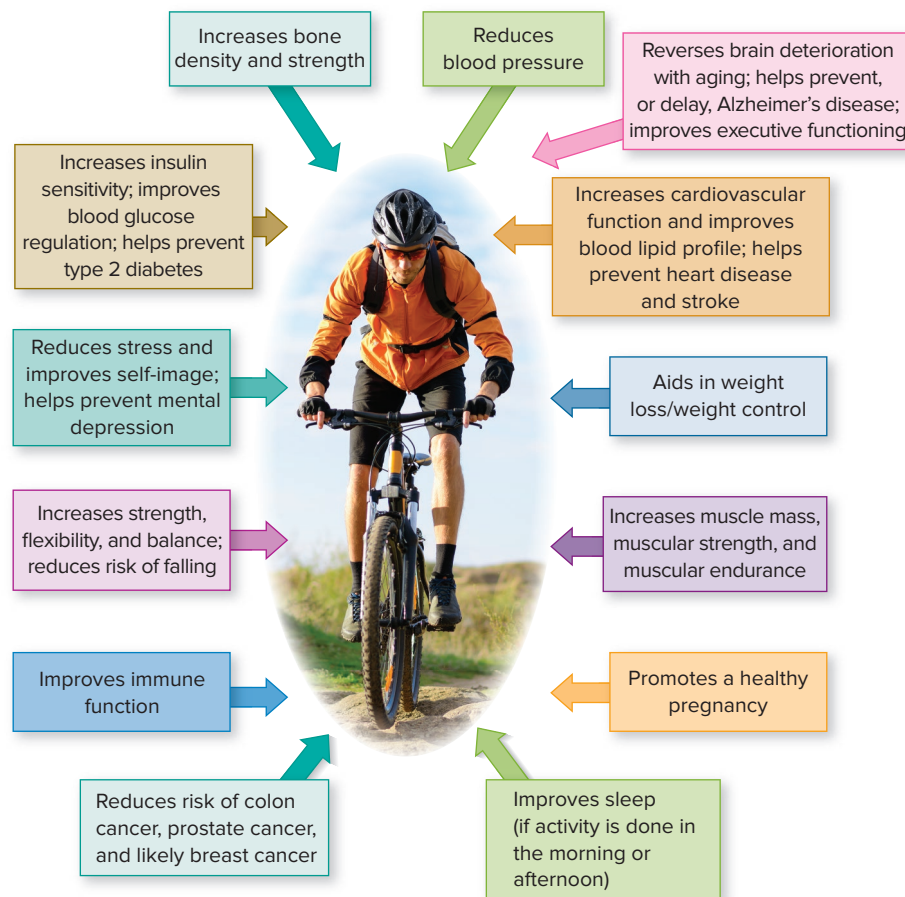 Increases bone
density and strength
Reduces
blood pressure
Reverses brain deterioration
with aging; helps prevent,
or delay, Alzheimer’s disease;
improves executive functioning
Increases insulin
sensitivity; improves
blood glucose
regulation; helps prevent
type 2 diabetes
Increases cardiovascular
function and improves
blood lipid profile; helps
prevent heart disease
and stroke
Reduces stress and
improves self-image;
helps prevent mental
depression
Aids in weight
loss/weight control
Increases strength,
flexibility, and balance;
reduces risk of falling
Increases muscle mass,
muscular strength, and
muscular endurance
Improves immune
function
Promotes a healthy
pregnancy
Reduces risk of colon
cancer, prostate cancer,
and likely breast cancer
Improves sleep
(if activity is done in
the morning or
afternoon)